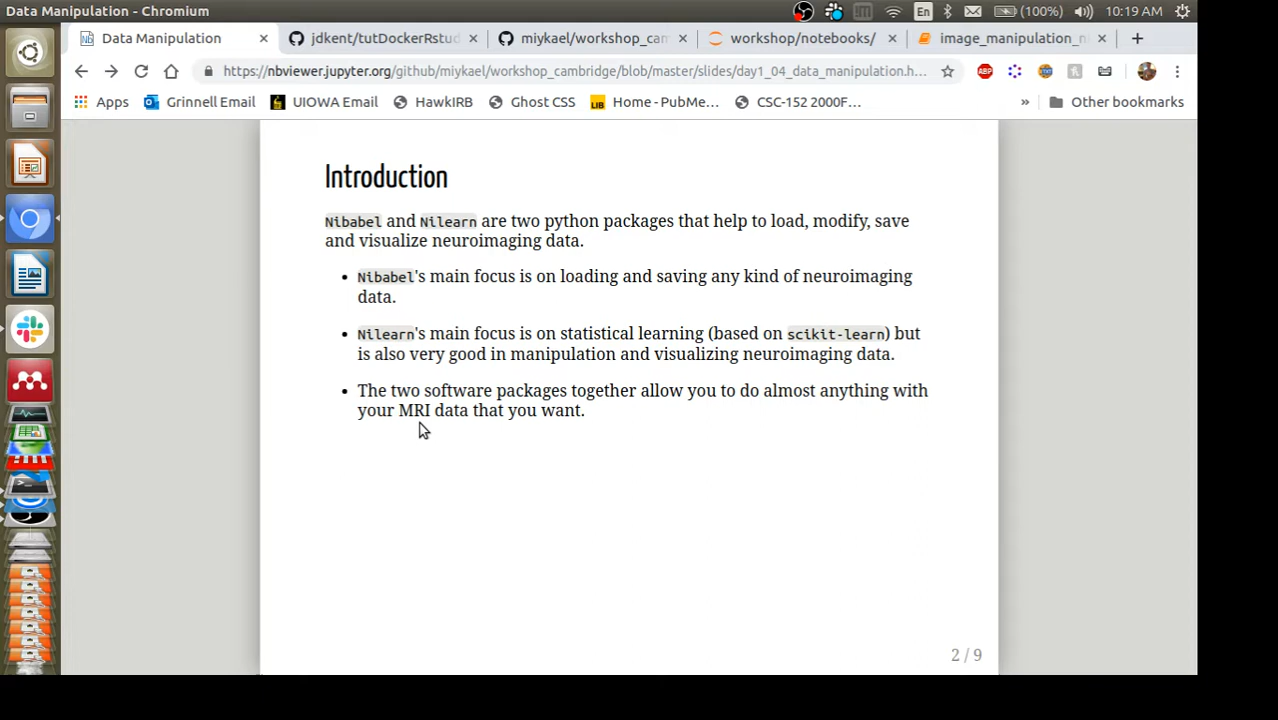 Data Manipulation - Chromium
En
(100%)
10:19 AM
Data Manipulation
jdkent/tutDockerRstud
miykael/workshop_cam
workshop/notebooks/
image_manipulation_n
https://nbviewer.jupyter.org/github/miykael/workshop_cambridge/blob/master/slides/day1_04_data_manipulation.h...
ABP
Apps
Grinnell Email
UIOWA Email
HawkIRB
Ghost CSS
LIB
Home - PubMe...
CSC-152 2000F...
»
Other bookmarks
Introduction
Nibabel and Nilearn are two python packages that help to load, modify, save
and visualize neuroimaging data.
• Nibabel's main focus is on loading and saving any kind of neuroimaging
data.
• Nilearn's main focus is on statistical learning (based on scikit-learn) but
is also very good in manipulation and visualizing neuroimaging data.
• The two software packages together allow you to do almost anything with
your MRI data that you want.
2 / 9